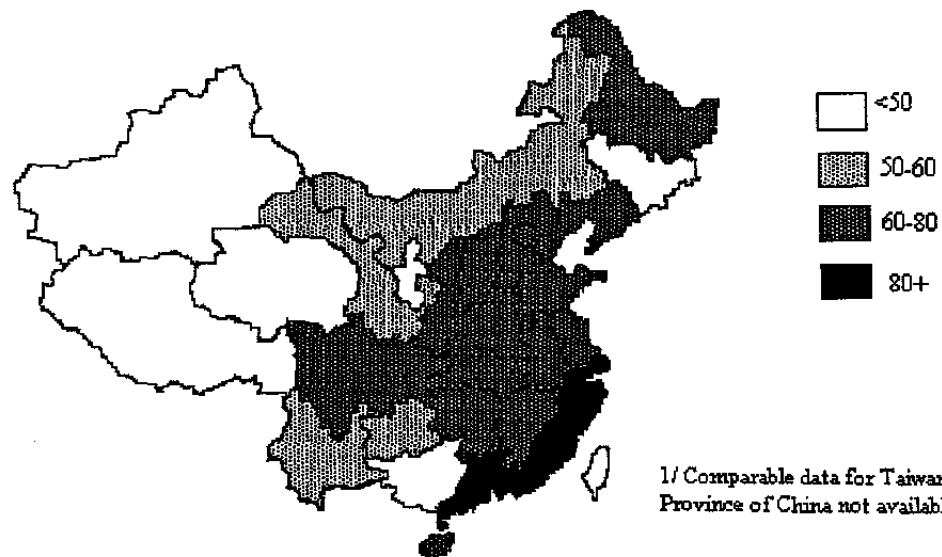 <50
50-60
60-80
80+
1/ Comparable data for Taiwan
Province of China not availabl